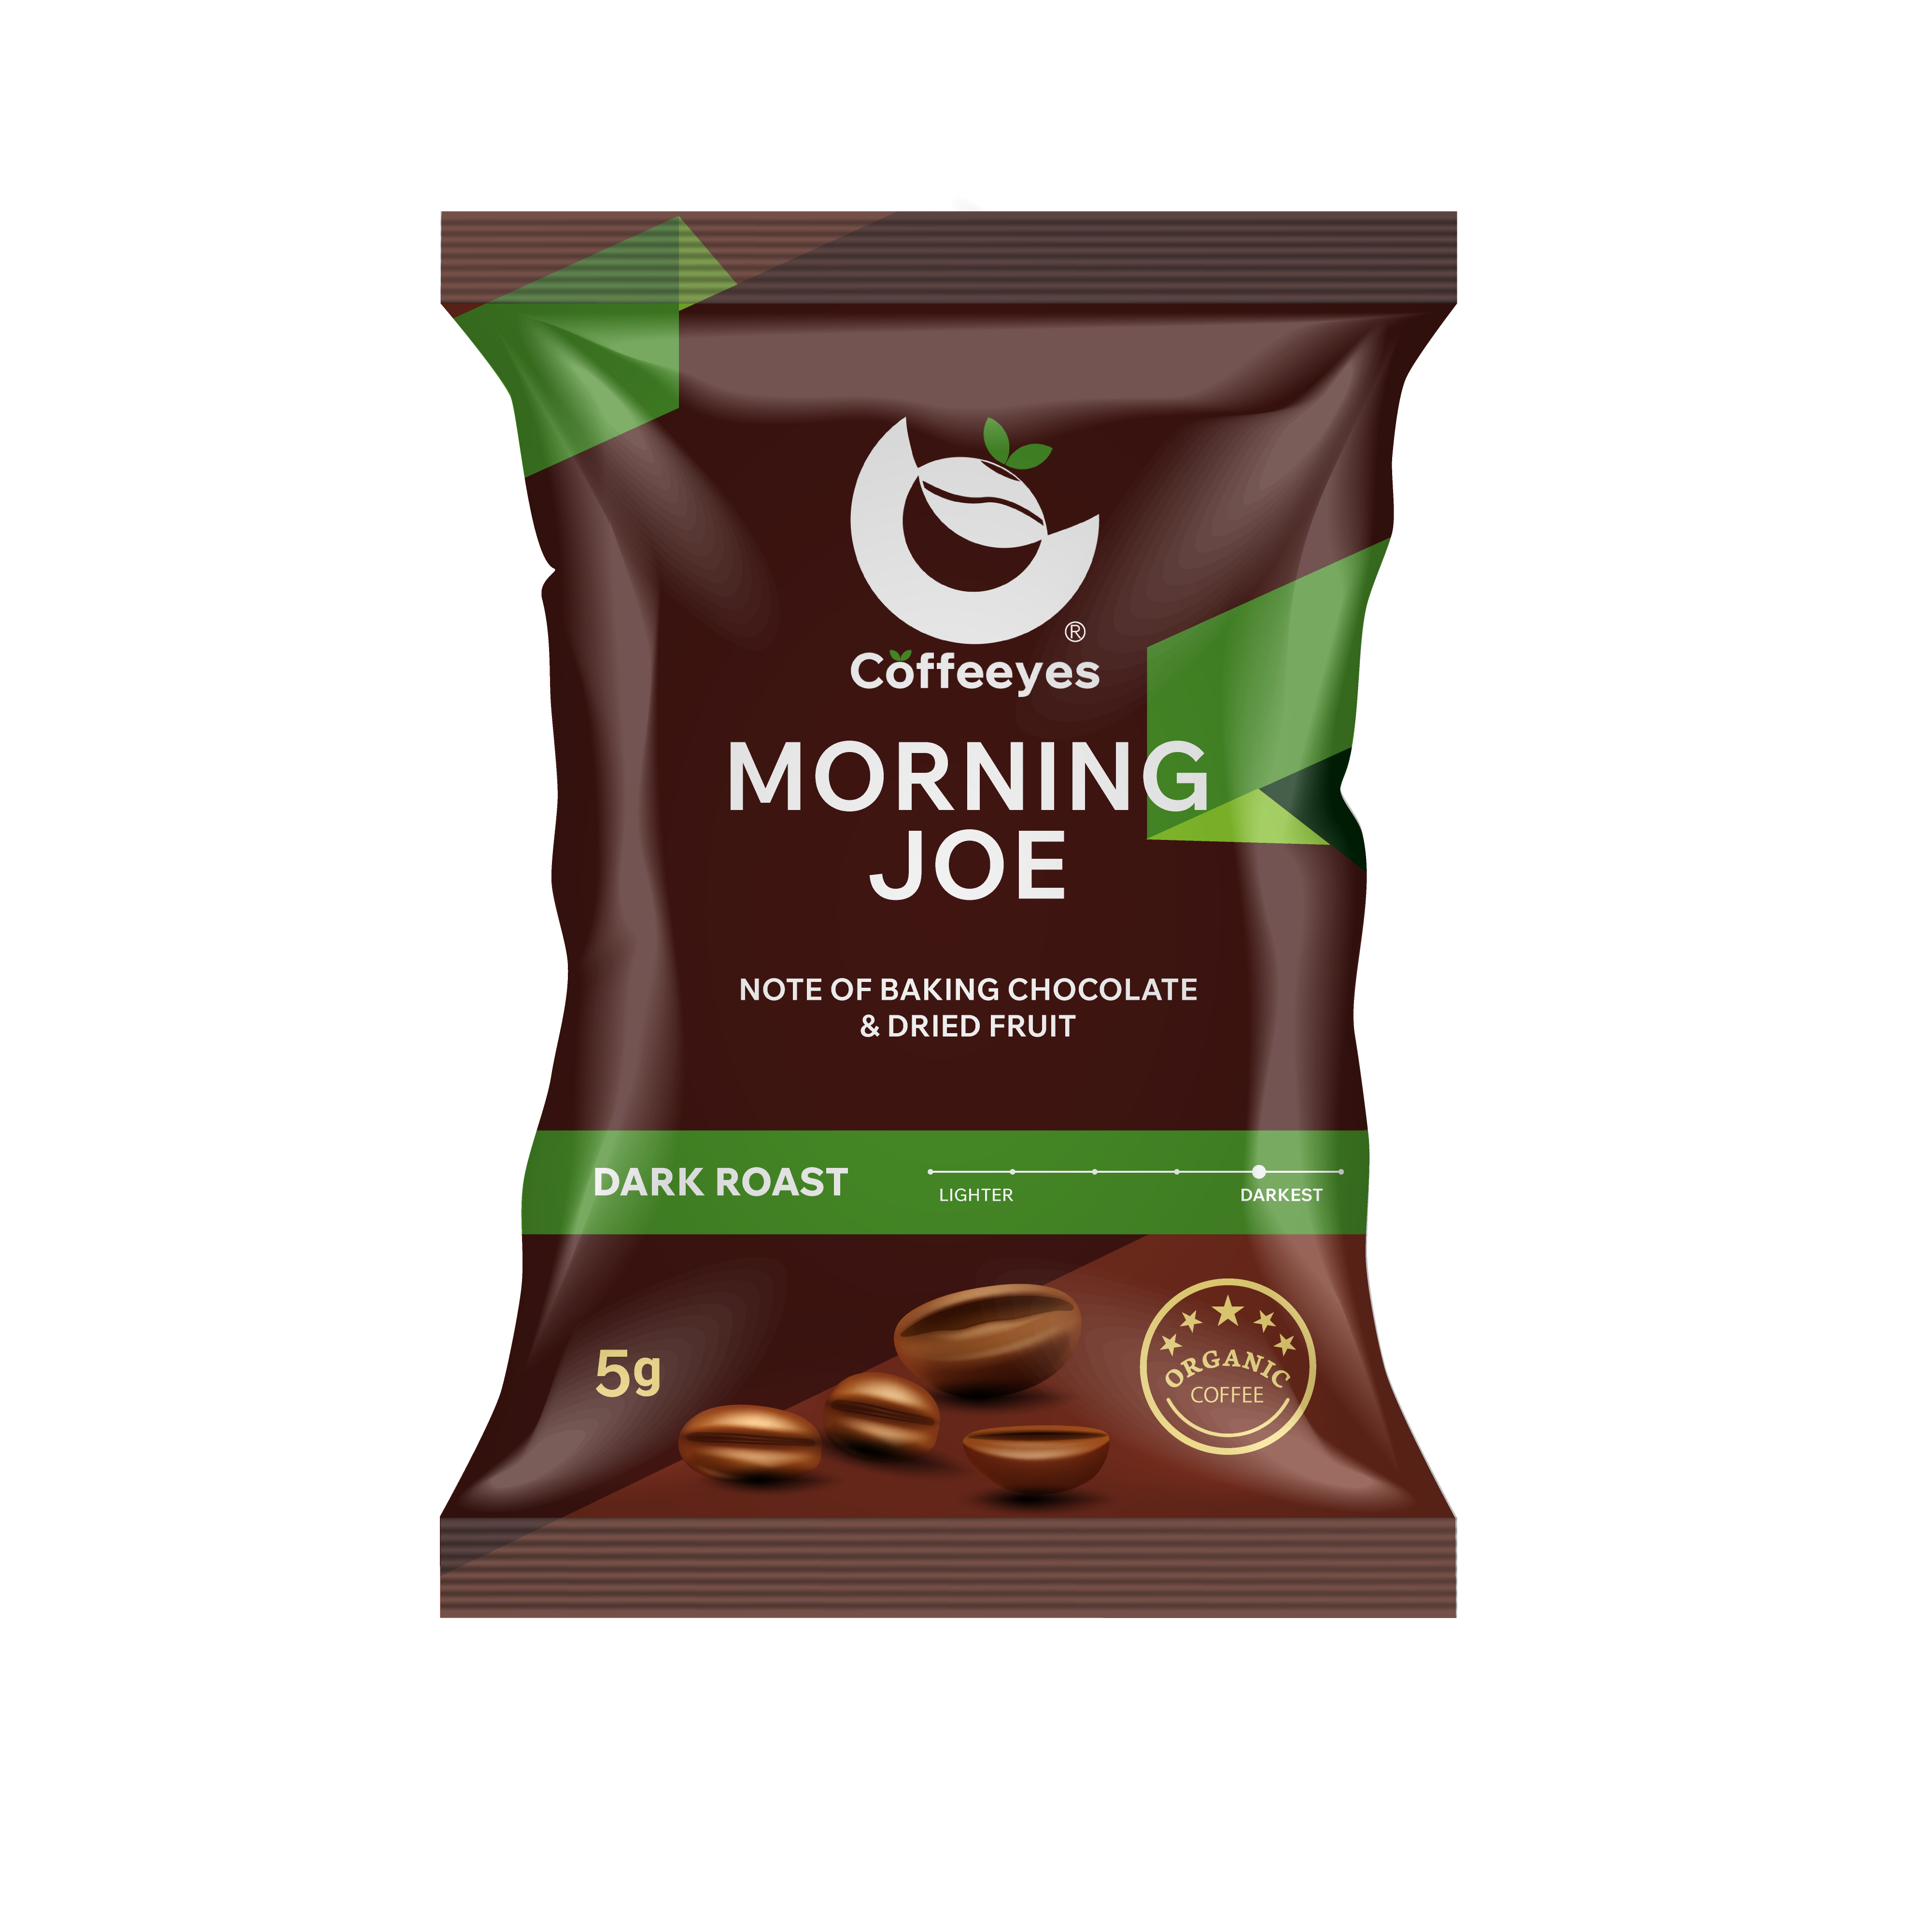 ®
Coffeeyes
MORNING
JOE
NOTE OF BAKING CHOCOLATE
& DRIED FRUIT
DARK ROAST
LIGHTER
DARKEST
5g
ORGANIC
COFFEE